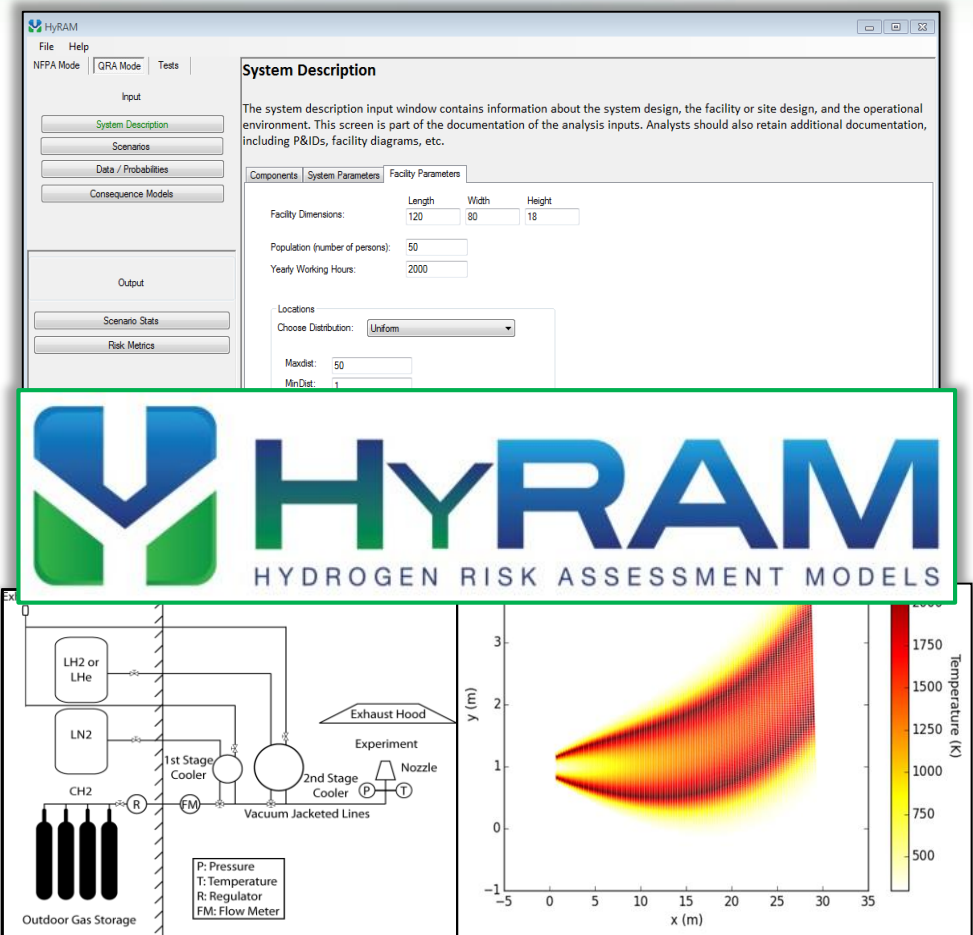 HyRAM
File Help
NFPA Mode QRA Mode Tests
Input
System Description
Scenarios
Data / Probabilities
Consequence Models
Output
Scenario Stats
Risk Metrics
System Description
The system description input window contains information about the system design, the facility or site design, and the operational
environment. This screen is part of the documentation of the analysis inputs. Analysts should also retain additional documentation,
including P&IDs, facility diagrams, etc.
Components System Parameters Facility Parameters
Length Width Height
Facility Dimensions: 120 80 18
Population (number of persons): 50
Yearly Working Hours: 2000
Locations
Choose Distribution: Uniform
Maxdist: 50
MinDist: 1
HYRAM
HYDROGEN RISK ASSESSMENT MODELS
LH2 or
LHe
LN2
CH2
Outdoor Gas Storage
R
FM
1st Stage
Cooler
2nd Stage
Cooler
Vacuum Jacketed Lines
Exhaust Hood
Experiment
Nozzle
P
T
P: Pressure
T: Temperature
R: Regulator
FM: Flow Meter
y (m)
3
2
1
0
−1
−5 0 5 10 15 20 25 30 35
x (m)
2000
1750
1500
1250
1000
750
500
Temperature (K)